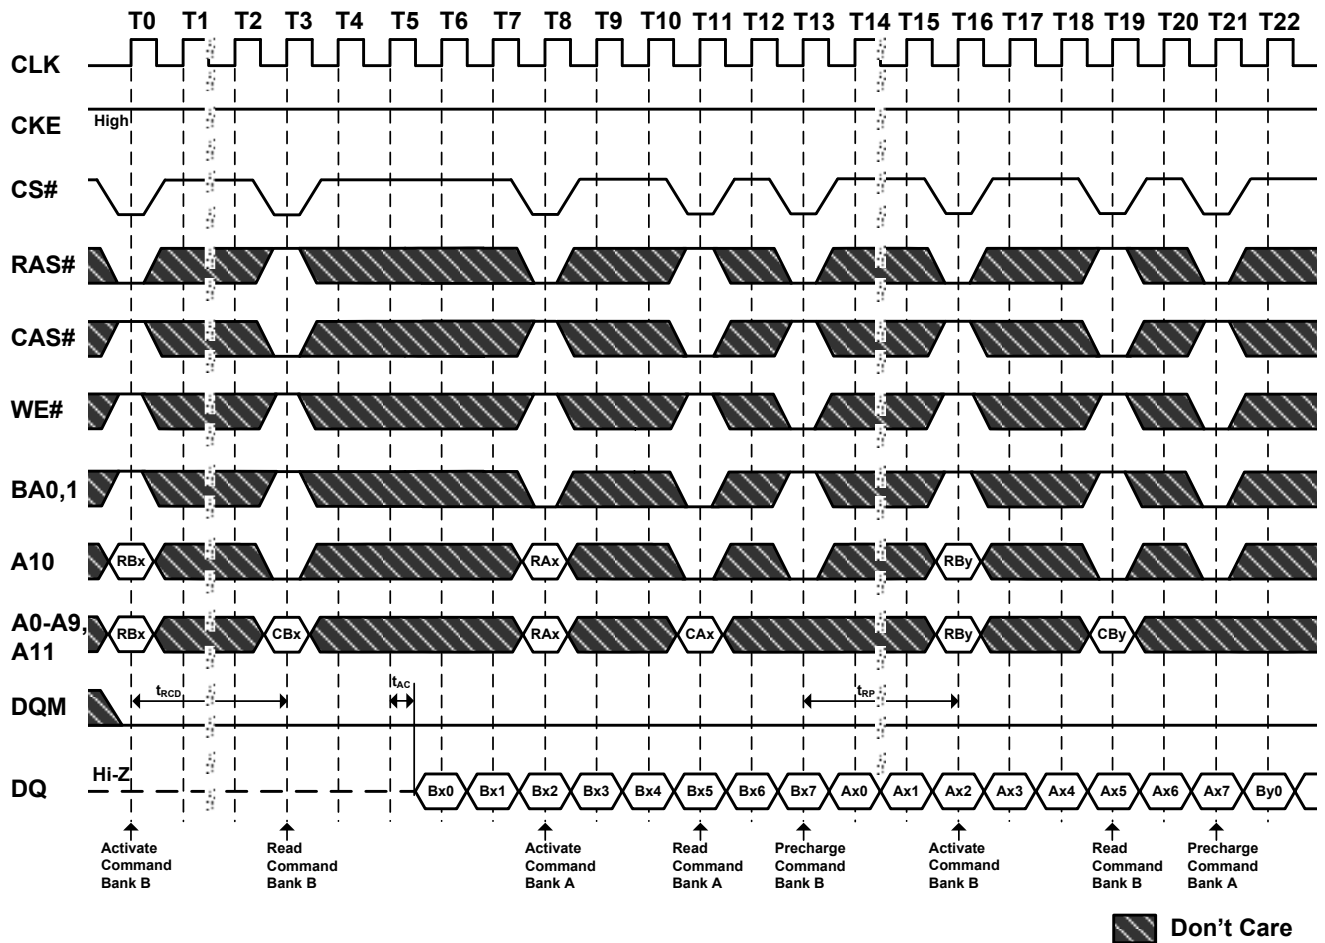 T0 T1 T2 T3 T4 T5 T6 T7 T8 T9 T10 T11 T12 T13 T14 T15 T16 T17 T18 T19 T20 T21 T22
CLK
CKE High
CS#
RAS#
CAS#
WE#
BA0,1
A10 RBx RAx RBy
A0-A9,
A11
RBx CBx RAx CAx RBy CBy
tRCD tAC tRP
DQM
Hi-Z
DQ Bx0 Bx1 Bx2 Bx3 Bx4 Bx5 Bx6 Bx7 Ax0 Ax1 Ax2 Ax3 Ax4 Ax5 Ax6 Ax7 By0
Activate
Command
Bank B
Read
Command
Bank B
Activate
Command
Bank A
Read
Command
Bank A
Precharge
Command
Bank B
Activate
Command
Bank B
Read
Command
Bank B
Precharge
Command
Bank A
Don't Care